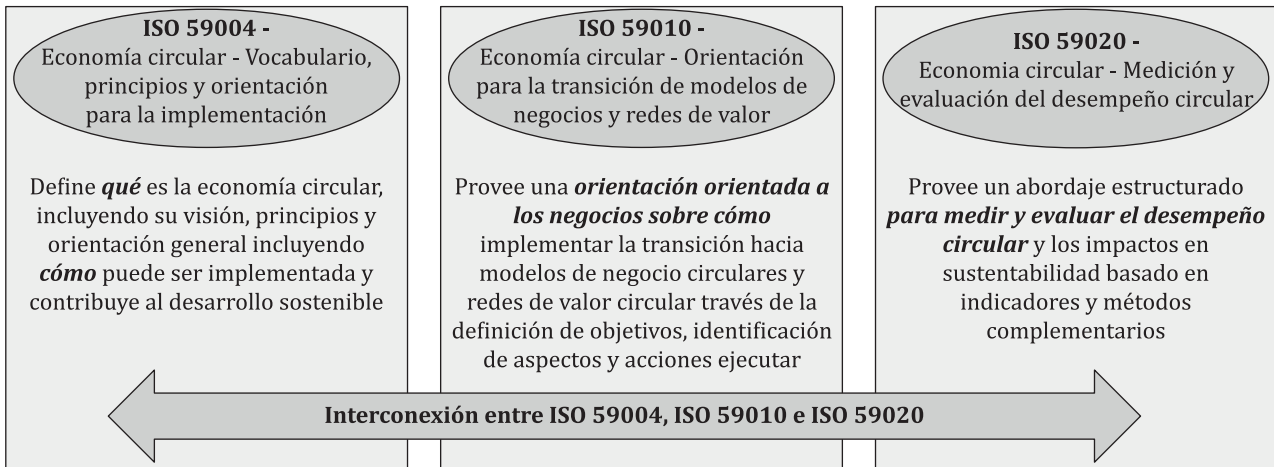 ISO 59004 -
Economía circular - Vocabulario,
principios y orientación
para la implementación
Define qué es la economía circular,
incluyendo su visión, principios y
orientación general incluyendo
cómo puede ser implementada y
contribuye al desarrollo sostenible
ISO 59010 -
Economía circular - Orientación
para la transición de modelos de
negocios y redes de valor
Provee una orientación orientada a
los negocios sobre cómo
implementar la transición hacia
modelos de negocio circulares y
redes de valor circular través de la
definición de objetivos, identificación
de aspectos y acciones ejecutar
ISO 59020 -
Economia circular - Medición y
evaluación del desempeño circular
Provee un abordaje estructurado
para medir y evaluar el desempeño
circular y los impactos en
sustentabilidad basado en
indicadores y métodos
complementarios
Interconexión entre ISO 59004, ISO 59010 e ISO 59020